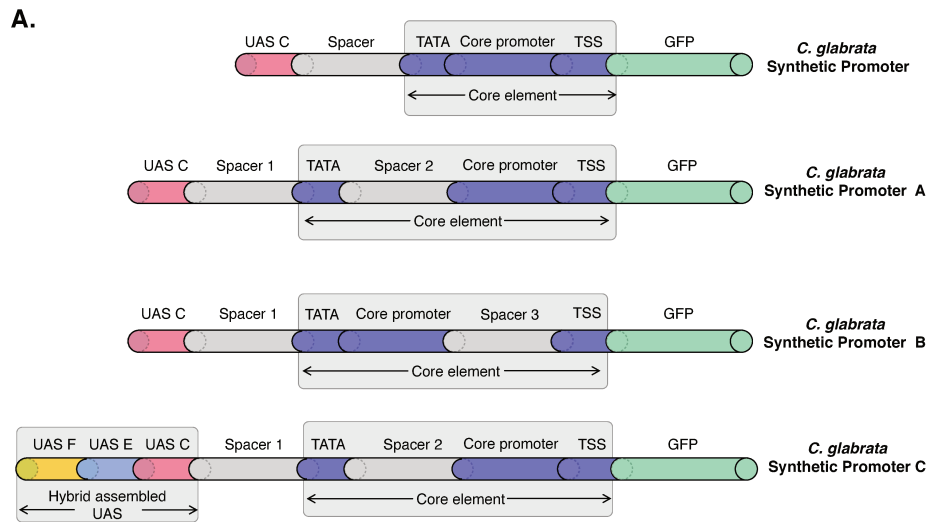 A.
UAS C Spacer TATA Core promoter TSS GFP
C. glabrata
Synthetic Promoter
Core element
UAS C Spacer 1 TATA Spacer 2 Core promoter TSS GFP
C. glabrata
Synthetic Promoter A
Core element
UAS C Spacer 1 TATA Core promoter Spacer 3 TSS GFP
C. glabrata
Synthetic Promoter B
Core element
UAS F UAS E UAS C Spacer 1 TATA Spacer 2 Core promoter TSS GFP
C. glabrata
Synthetic Promoter C
Hybrid assembled
UAS
Core element